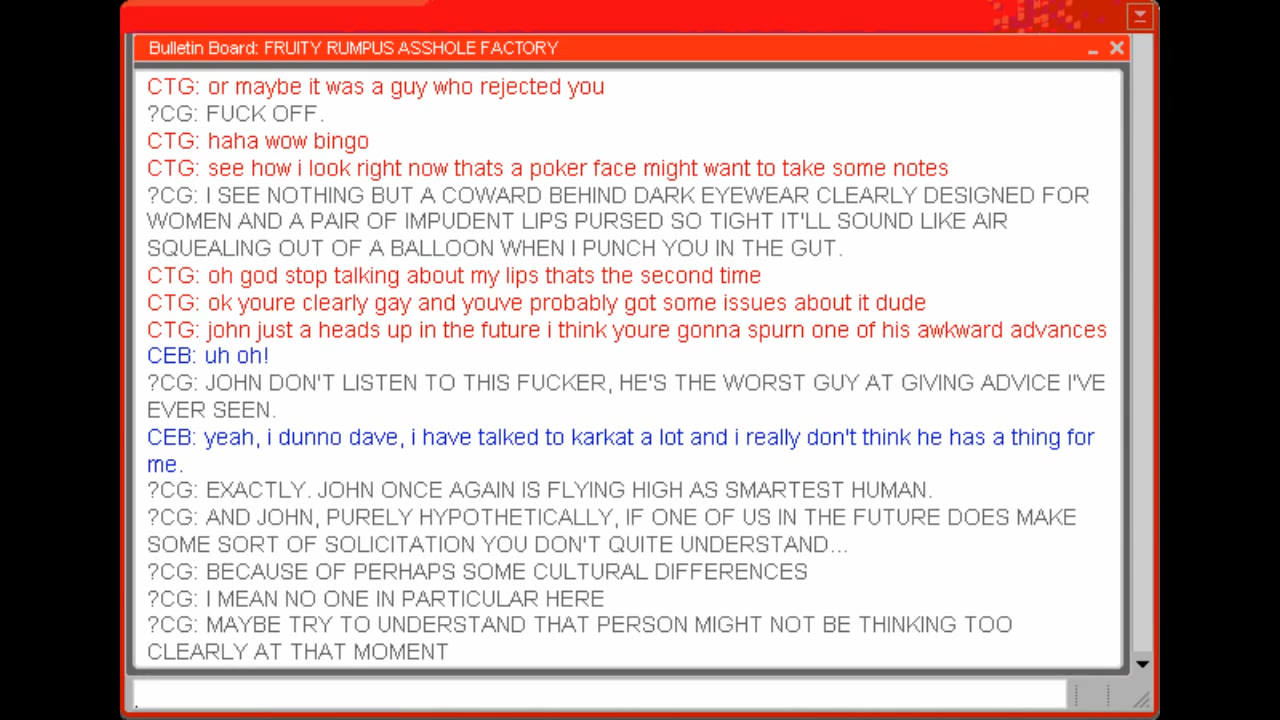 Bulletin Board: FRUITY RUMPUS ASSHOLE FACTORY
CTG: or maybe it was a guy who rejected you
?CG: FUCK OFF.
CTG: haha wow bingo
CTG: see how i look right now thats a poker face might want to take some notes
?CG: I SEE NOTHING BUT A COWARD BEHIND DARK EYEWEAR CLEARLY DESIGNED FOR
WOMEN AND A PAIR OF IMPUDENT LIPS PURSED SO TIGHT IT'LL SOUND LIKE AIR
SQUEALING OUT OF A BALLOON WHEN I PUNCH YOU IN THE GUT.
CTG: oh god stop talking about my lips thats the second time
CTG: ok youre clearly gay and youve probably got some issues about it dude
CTG: john just a heads up in the future i think youre gonna spurn one of his awkward advances
CEB: uh oh!
?CG: JOHN DON'T LISTEN TO THIS FUCKER, HE'S THE WORST GUY AT GIVING ADVICE I'VE
EVER SEEN.
CEB: yeah, i dunno dave, i have talked to karkat a lot and i really don't think he has a thing for
me.
?CG: EXACTLY. JOHN ONCE AGAIN IS FLYING HIGH AS SMARTEST HUMAN.
?CG: AND JOHN, PURELY HYPOTHETICALLY, IF ONE OF US IN THE FUTURE DOES MAKE
SOME SORT OF SOLICITATION YOU DON'T QUITE UNDERSTAND...
?CG: BECAUSE OF PERHAPS SOME CULTURAL DIFFERENCES
?CG: I MEAN NO ONE IN PARTICULAR HERE
?CG: MAYBE TRY TO UNDERSTAND THAT PERSON MIGHT NOT BE THINKING TOO
CLEARLY AT THAT MOMENT